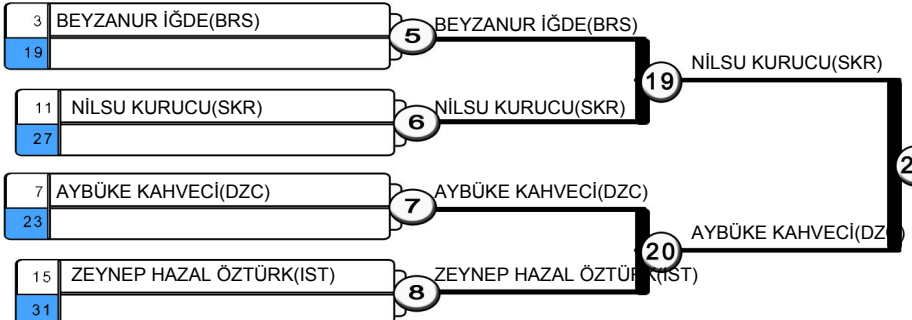 3 BEYZANUR İĞDE(BRS)
19
5
BEYZANUR İĞDE(BRS)
11 NİLSU KURUCU(SKR)
27
6
NİLSU KURUCU(SKR)
19
NİLSU KURUCU(SKR)
7 AYBÜKE KAHVECİ(DZC)
23
7
AYBÜKE KAHVECİ(DZC)
15 ZEYNEP HAZAL ÖZTÜRK(IST)
31
8
ZEYNEP HAZAL ÖZTÜRK(IST)
20
AYBÜKE KAHVECİ(DZC)